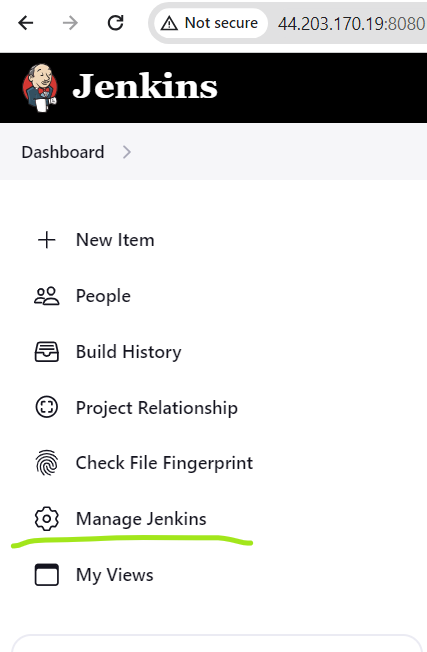 Not secure 44.203.170.19:8080
Jenkins
Dashboard
New Item
People
Build History
Project Relationship
Check File Fingerprint
Manage Jenkins
My Views